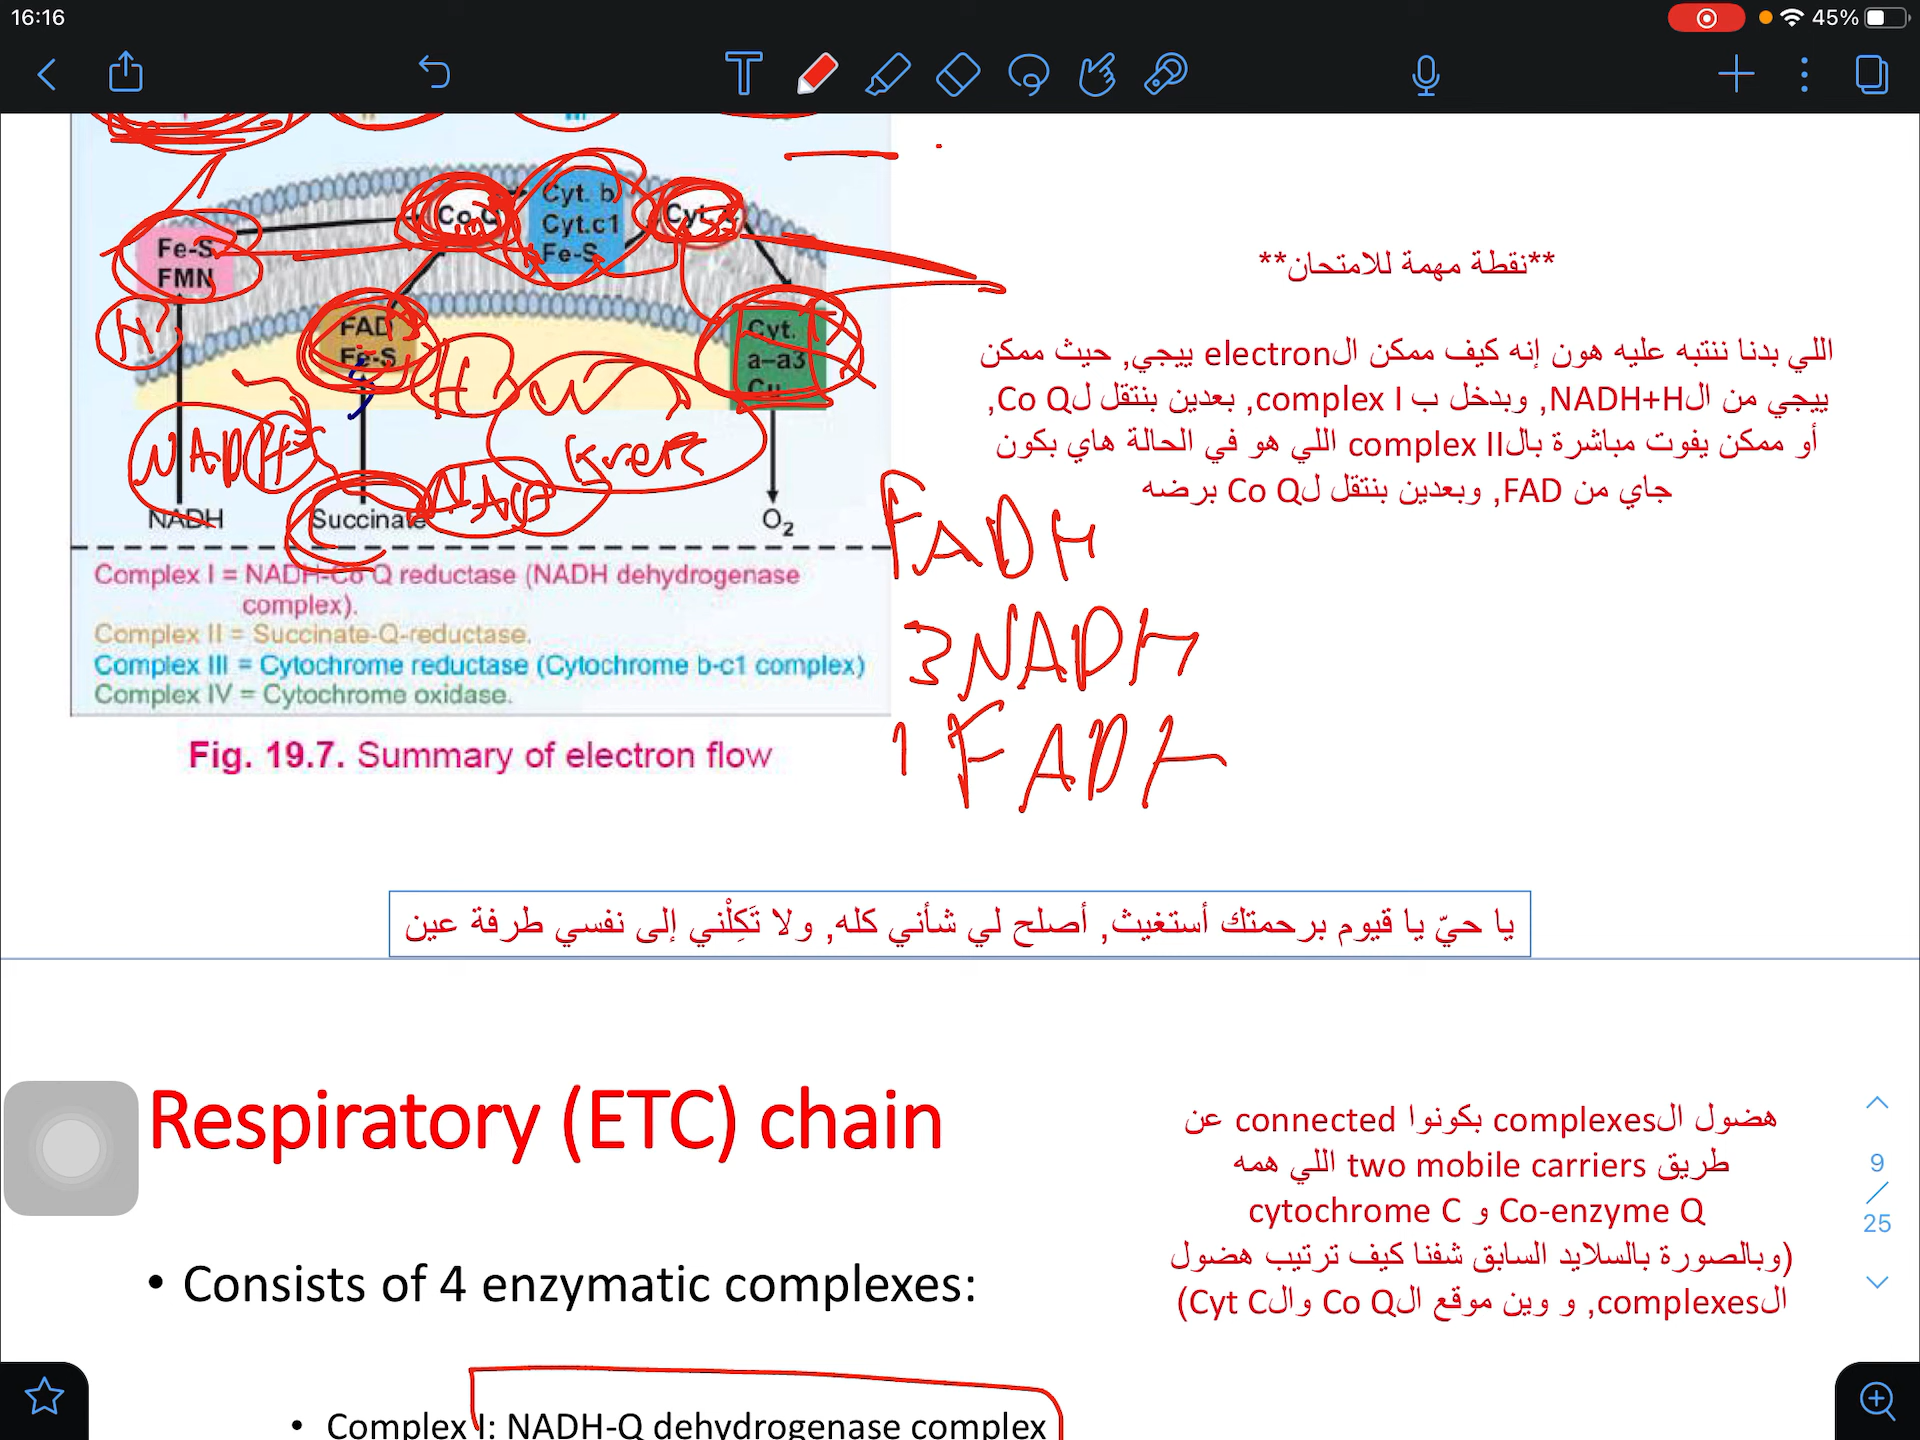 16:16
45%
T
Co Q
Cyt. b
Cyt.c1
Fe-S
Cyt.
Fe-S
FMN
H
FAD
Fe-S
H
Cyt.
a-a3
Cu
NADH
Kreps
NAD
NADH
Succinate
O2
Complex I = NADH-Co Q reductase (NADH dehydrogenase
complex).
Complex II = Succinate-Q-reductase.
Complex III = Cytochrome reductase (Cytochrome b-c1 complex)
Complex IV = Cytochrome oxidase.
Fig. 19.7. Summary of electron flow
FADH
3 NADH
1 FADH
**نقطة مهمة للامتحان**
اللي بدنا ننتبه عليه هون إنه كيف ممكن الelectron ييجي, حيث ممكن
ييجي من الNADH+H, وبدخل ب complex I, بعدين بنتقل لCo Q,
أو ممكن يفوت مباشرة بالcomplex II اللي هو في الحالة هاي بكون
جاي من FAD, وبعدين بنتقل لCo Q برضه
يا حيّ يا قيوم برحمتك أستغيث, أصلح لي شأني كله, ولا تَكِلْني إلى نفسي طرفة عين
Respiratory (ETC) chain
• Consists of 4 enzymatic complexes:
• Complex I: NADH-Q dehydrogenase complex
هضول الcomplexes بكونوا connected عن
طريق two mobile carriers اللي همه
Co-enzyme Q و cytochrome C
(وبالصورة بالسلايد السابق شفنا كيف ترتيب هضول
الcomplexes, و وين موقع الCo Q والCyt C)
9
/
25